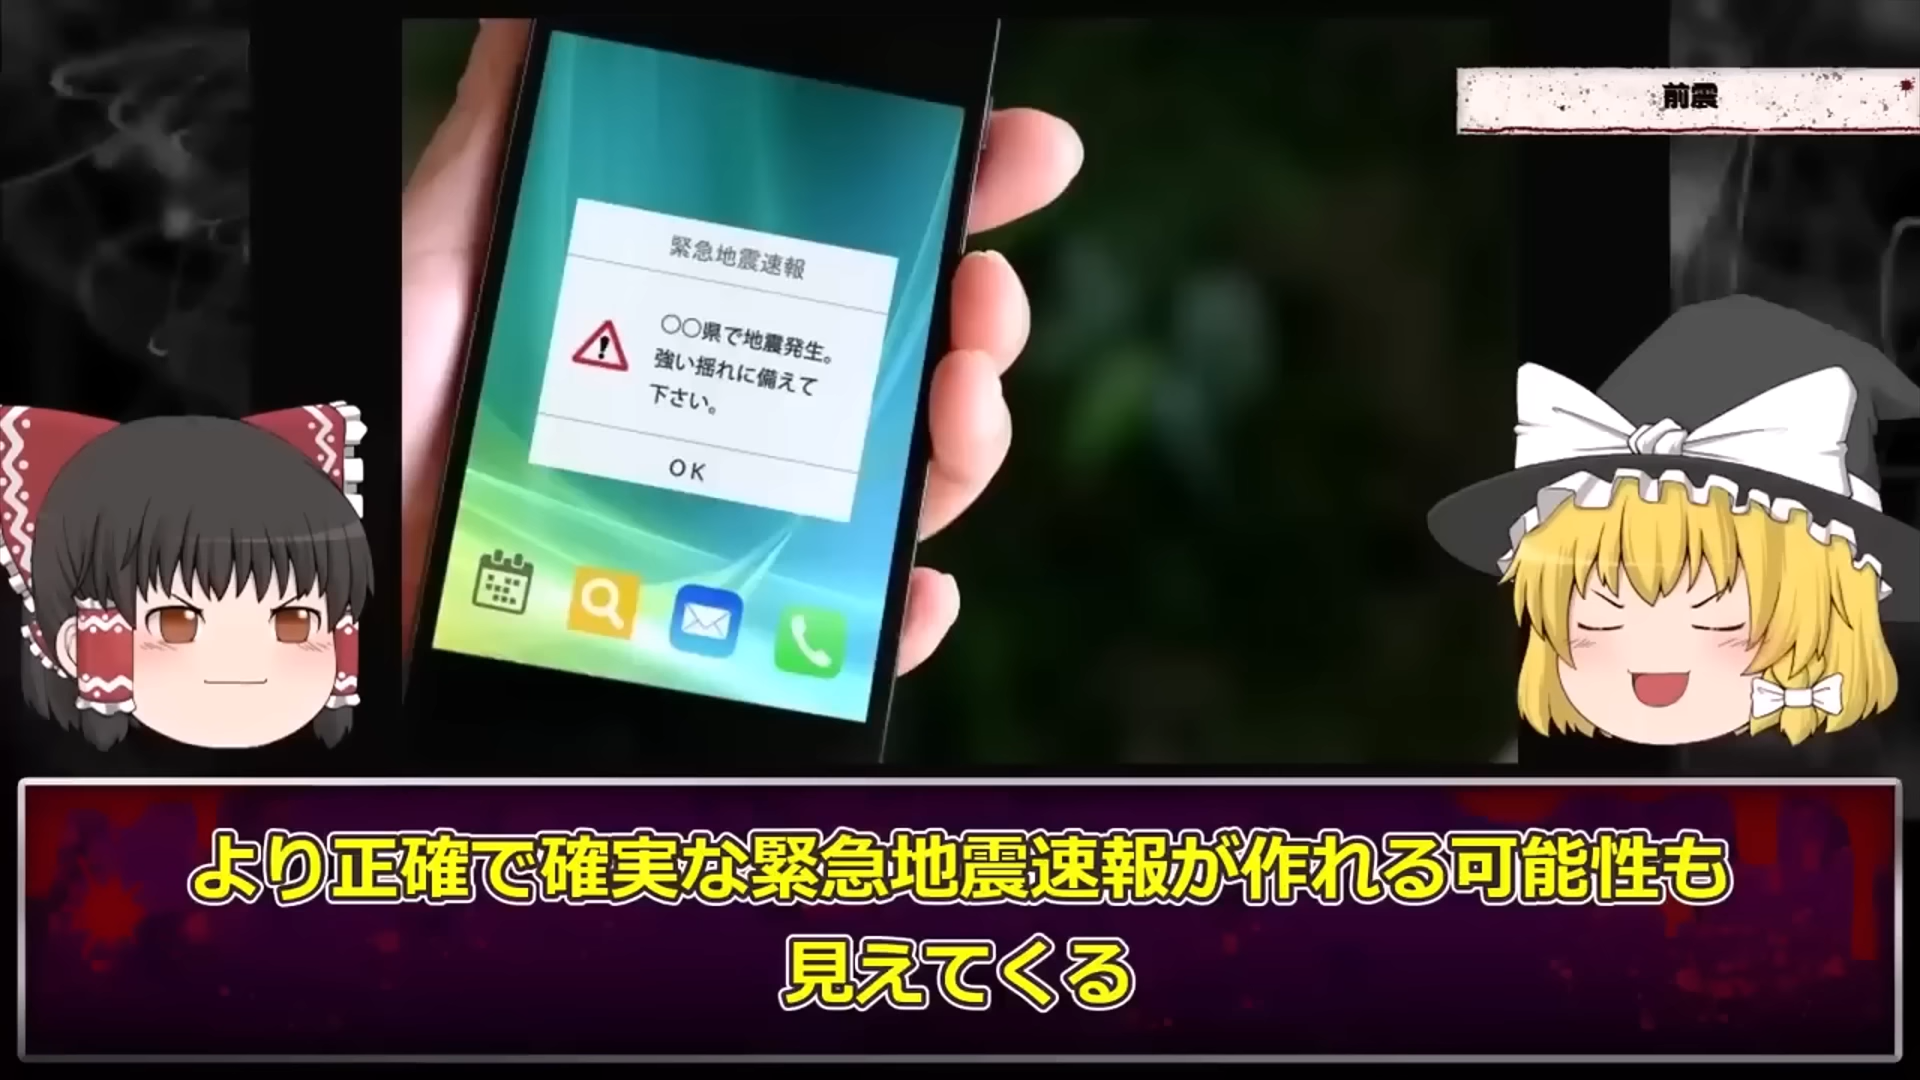 前震
緊急地震速報
○○県で地震発生。
強い揺れに備えて
下さい。
OK
より正確で確実な緊急地震速報が作れる可能性も
見えてくる